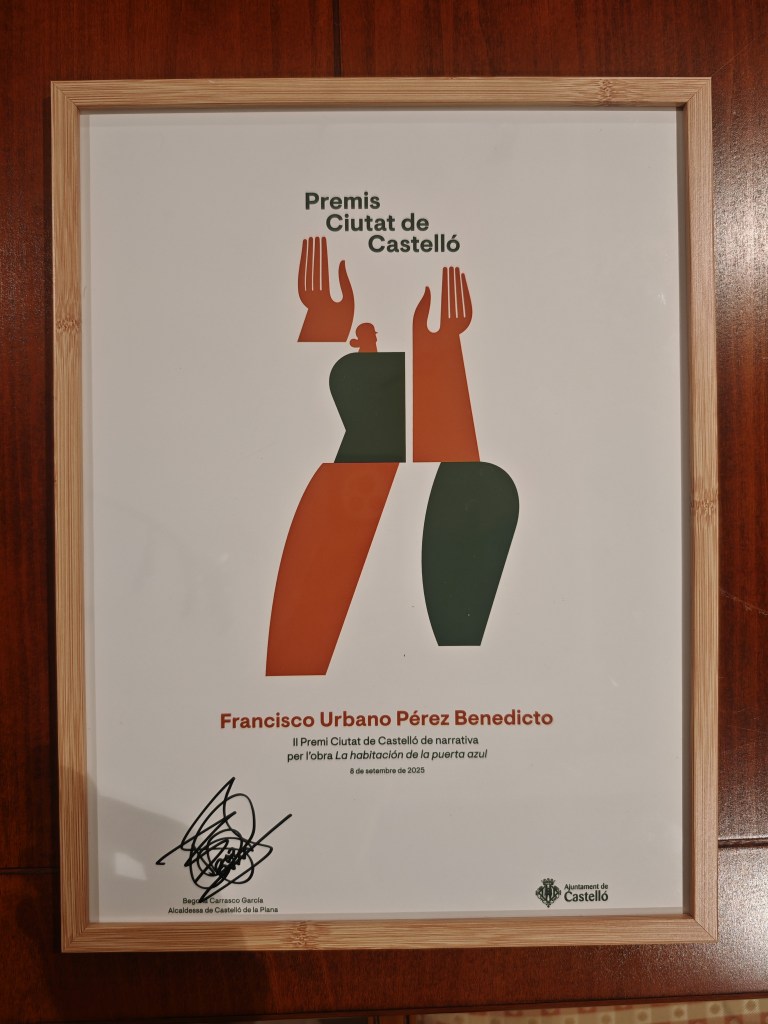 Premis
Ciutat de
Castelló
Francisco Urbano Pérez Benedicto
II Premi Ciutat de Castelló de narrativa
per l'obra La habitación de la puerta azul
8 de setembre de 2025
Begoña Carrasco García
Alcaldessa de Castelló de la Plana
Ajuntament de
Castelló